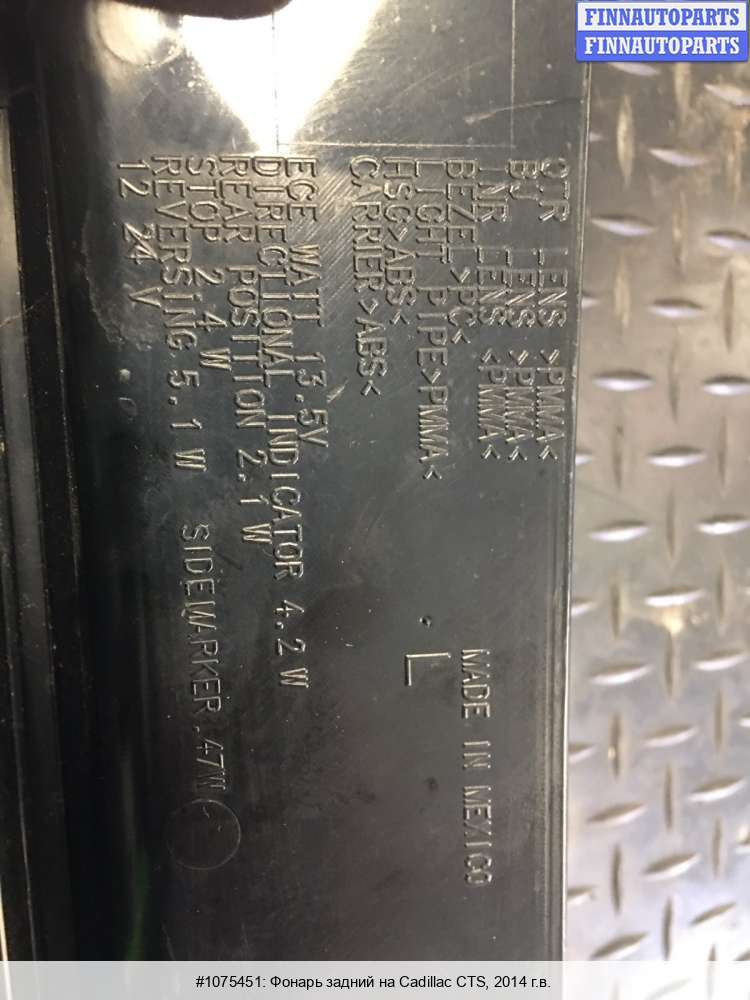 FINNAUTOPARTS
FINNAUTOPARTS
OTR LENS >PMMA<
BJ LENS >PMMA<
INR LENS >PMMA<
BEZEL >PC<
LIGHT PIPE>PMMA<
HSG>ABS<
CARRIER>ABS<
MADE IN MEXICO
L
ECE WATT 13.5V
DIRECTIONAL INDICATOR 4.2 W
REAR POSITION 2.1 W
STOP 2.4 W
REVERSING 5.1 W SIDEMARKER .47W
12 24 V
#1075451: Фонарь задний на Cadillac CTS, 2014 г.в.